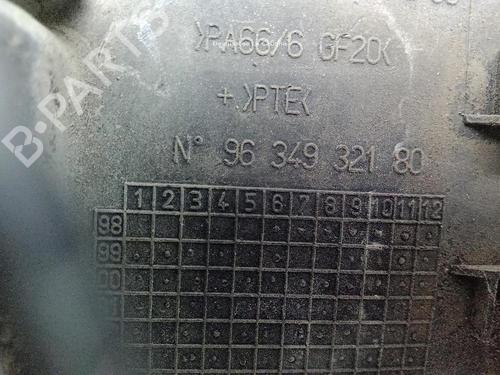 >PA66/6 GF20<
+.>PTE<
N° 96 349 321 80
1 2 3 4 5 6 7 8 9 10 11 12
98
99
00
B-PARTS